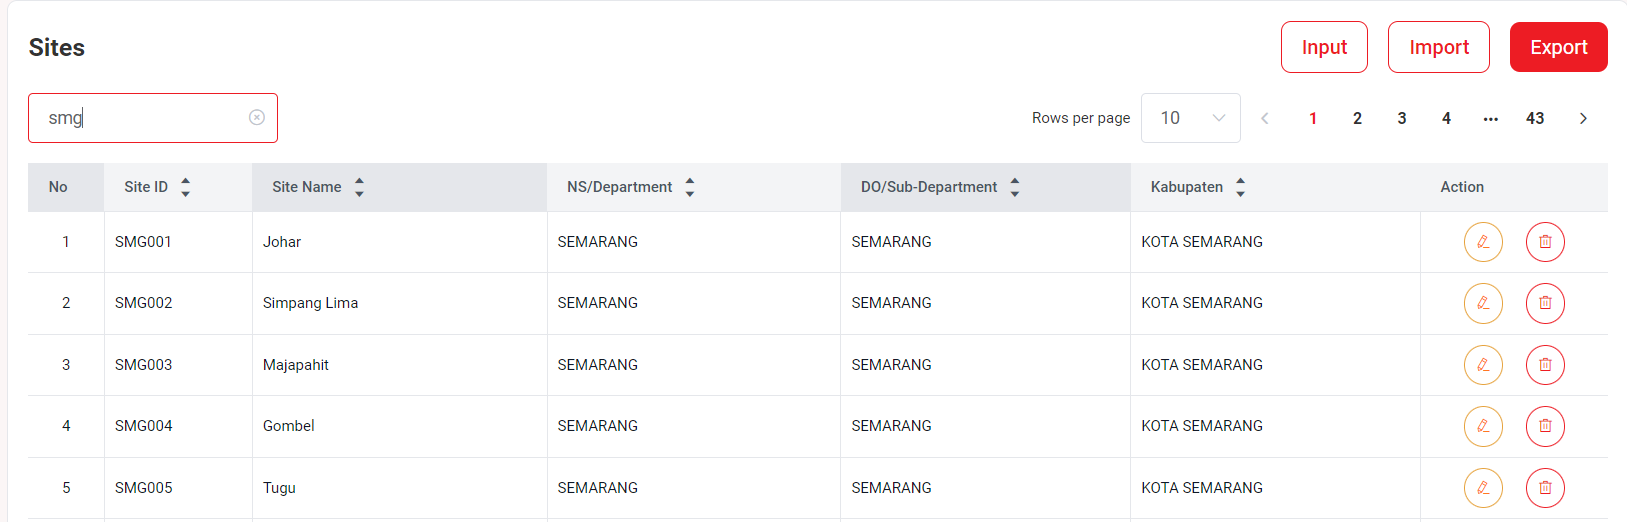 Sites
Input Import Export
smg
Rows per page 10 1 2 3 4 ... 43
No Site ID Site Name NS/Department DO/Sub-Department Kabupaten Action
1 SMG001 Johar SEMARANG SEMARANG KOTA SEMARANG
2 SMG002 Simpang Lima SEMARANG SEMARANG KOTA SEMARANG
3 SMG003 Majapahit SEMARANG SEMARANG KOTA SEMARANG
4 SMG004 Gombel SEMARANG SEMARANG KOTA SEMARANG
5 SMG005 Tugu SEMARANG SEMARANG KOTA SEMARANG